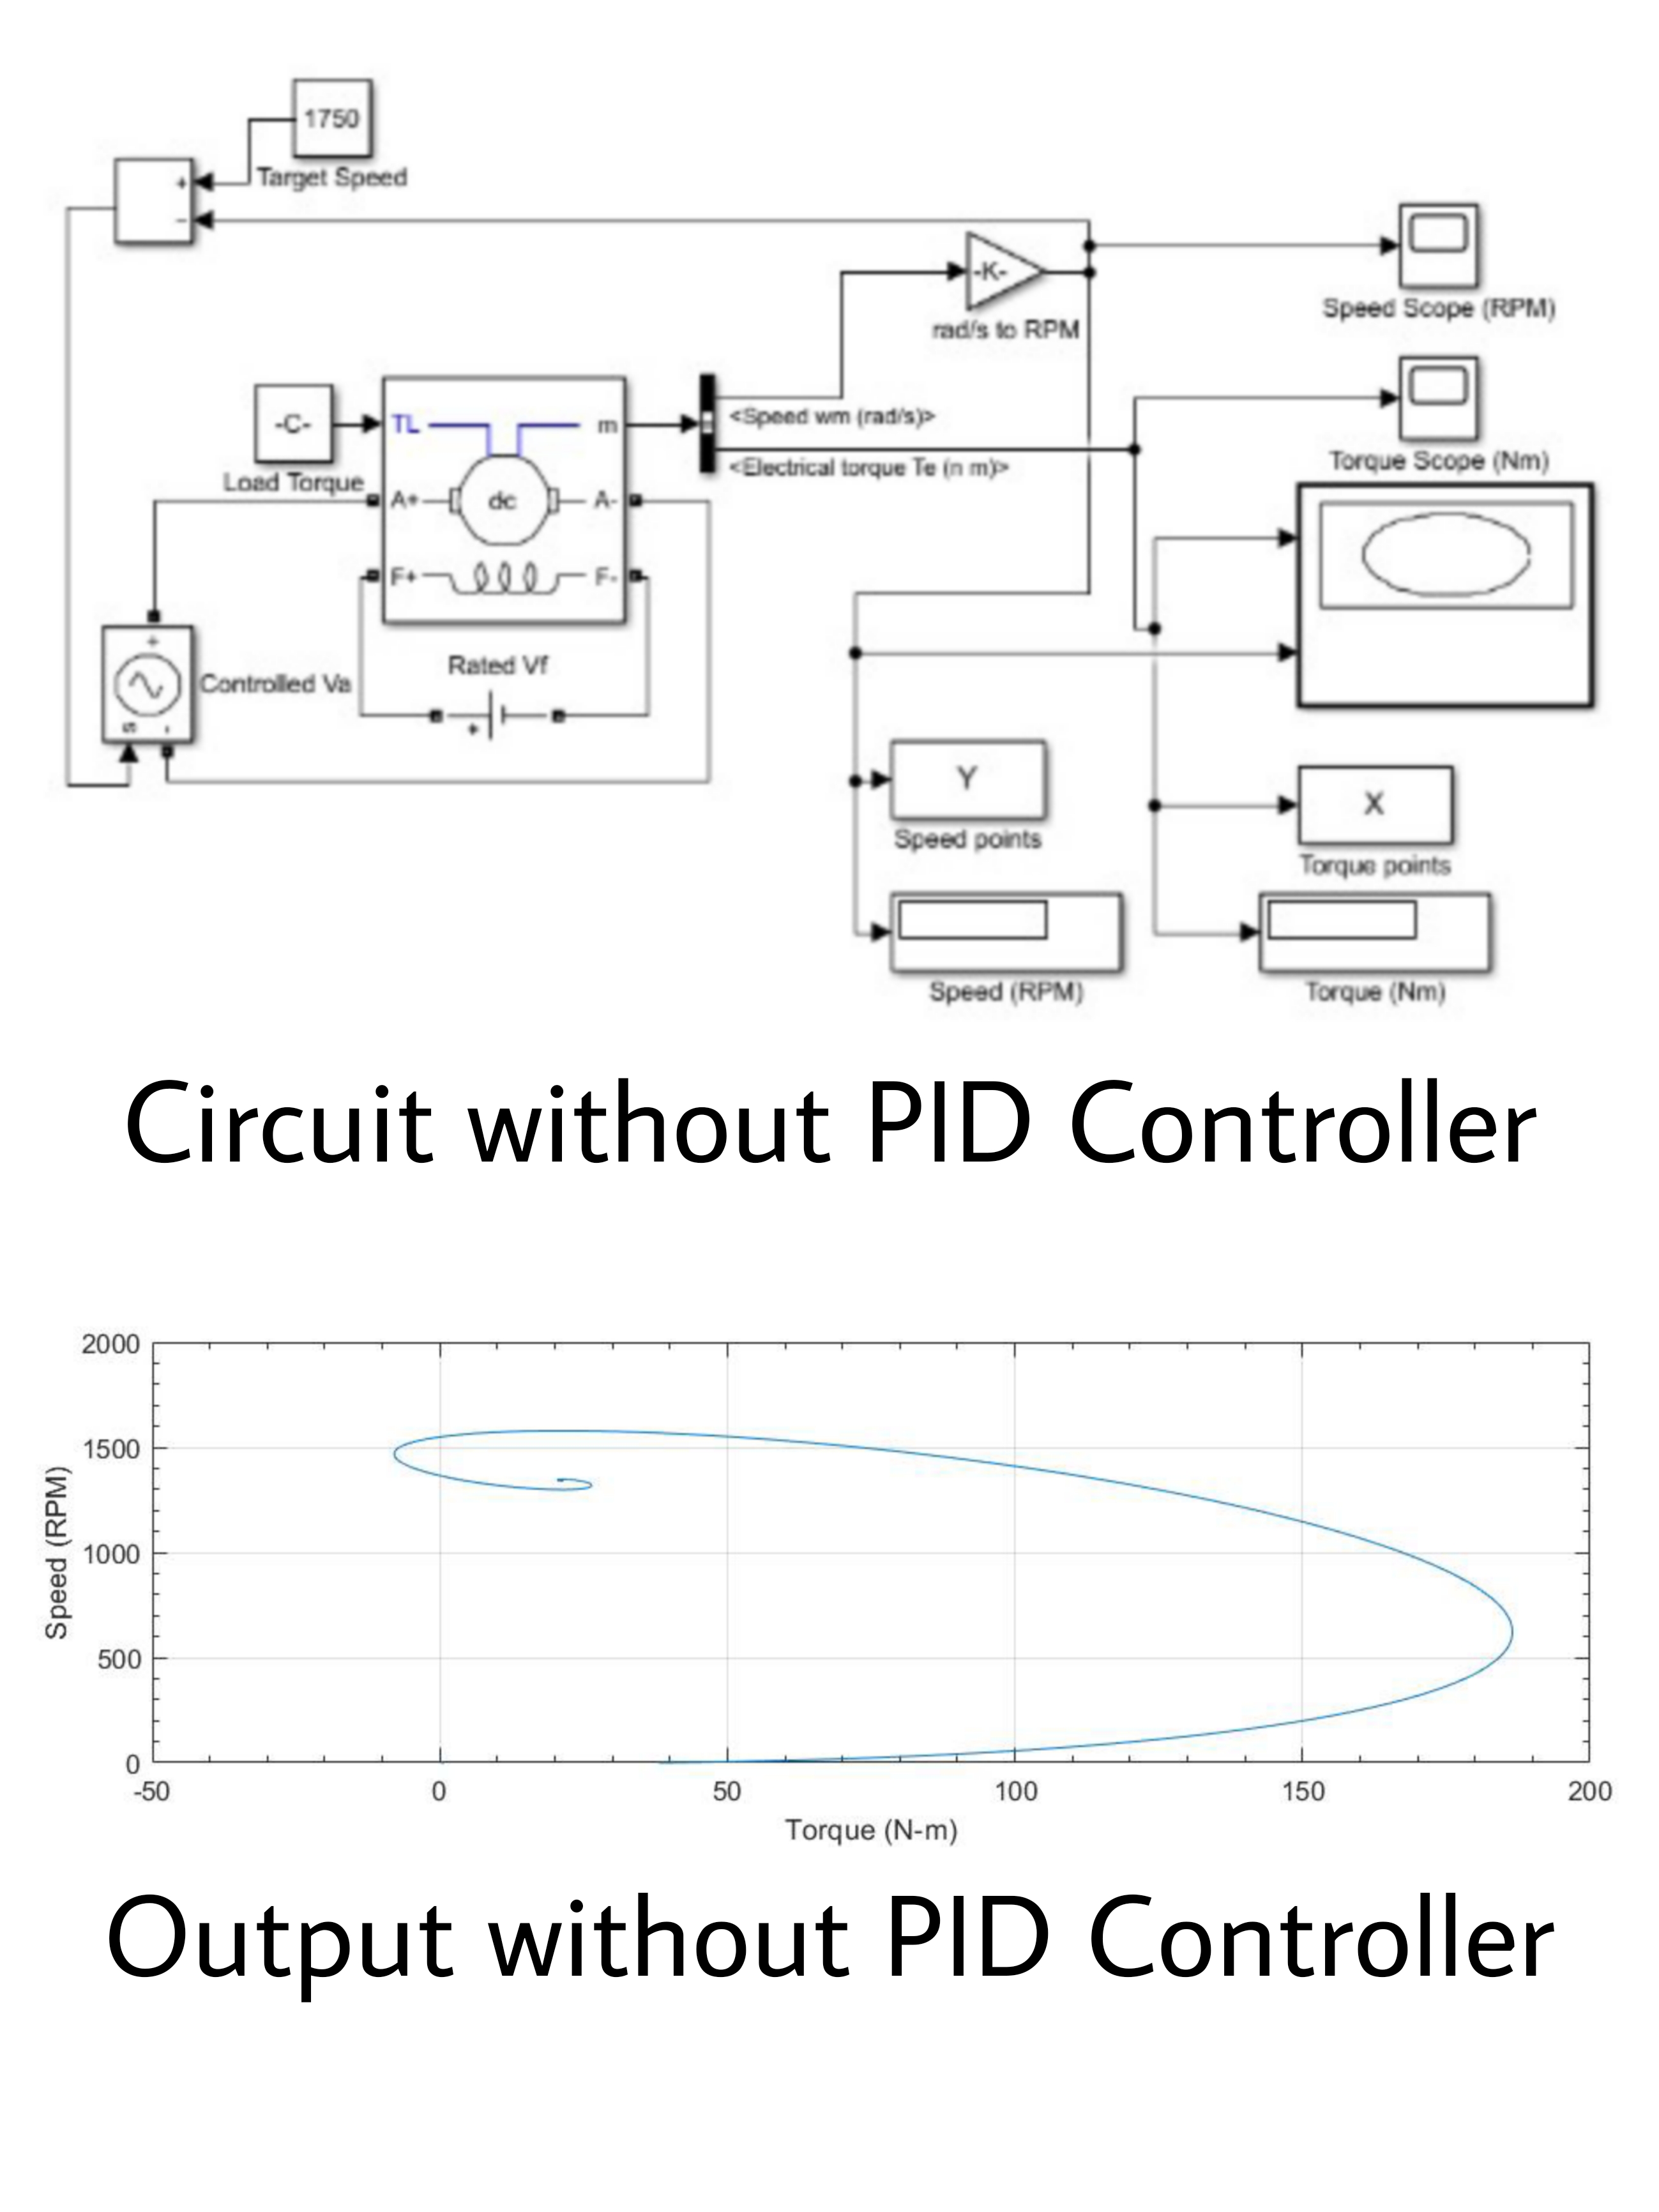 1750
Target Speed
+
−
-K-
rad/s to RPM
Speed Scope (RPM)
Torque Scope (Nm)
-C-
Load Torque
TL
m
<Speed wm (rad/s)>
<Electrical torque Te (n m)>
A+
dc
A-
F+
F-
Rated Vf
+
+
Controlled Va
s
-
Y
Speed points
X
Torque points
Speed (RPM)
Torque (Nm)
Circuit without PID Controller
2000
1500
1000
500
0
Speed (RPM)
-50
0
50
100
150
200
Torque (N-m)
Output without PID Controller